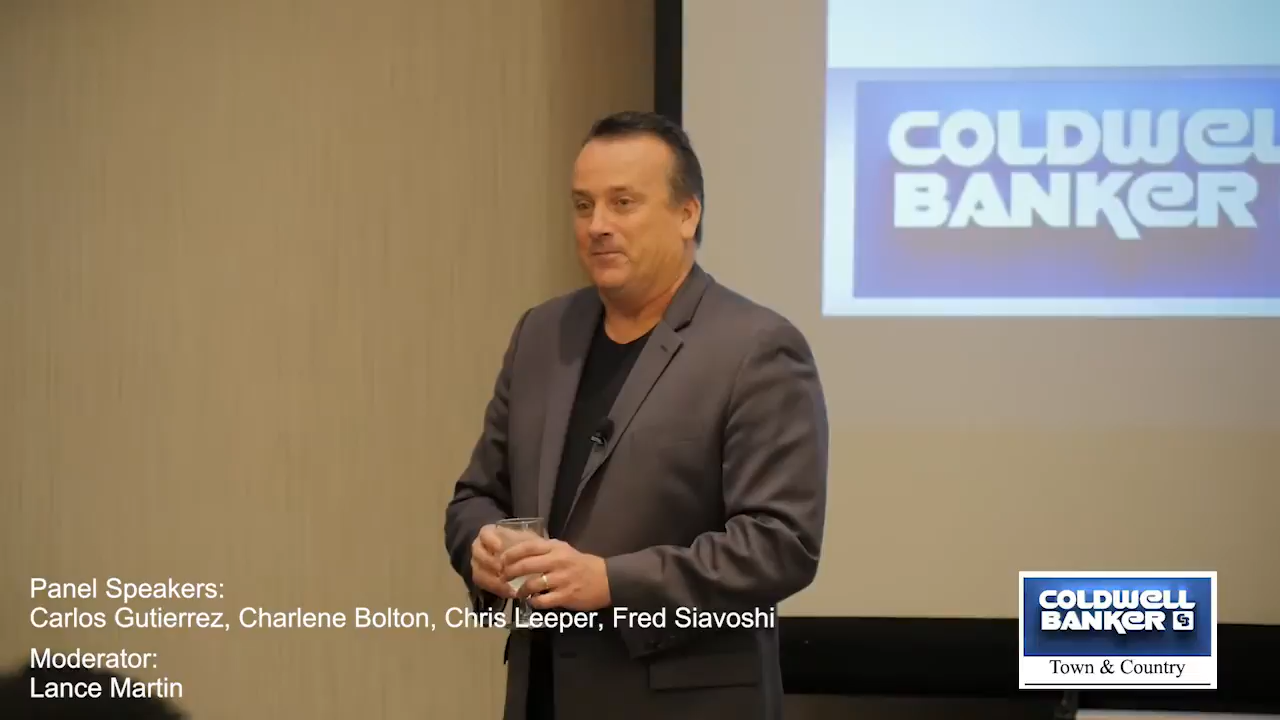 COLDWEL
BANKER
Panel Speakers:
Carlos Gutierrez, Charlene Bolton, Chris Leeper, Fred Siavoshi
Moderator:
Lance Martin
COLDWELL
BANKER CB
Town & Country